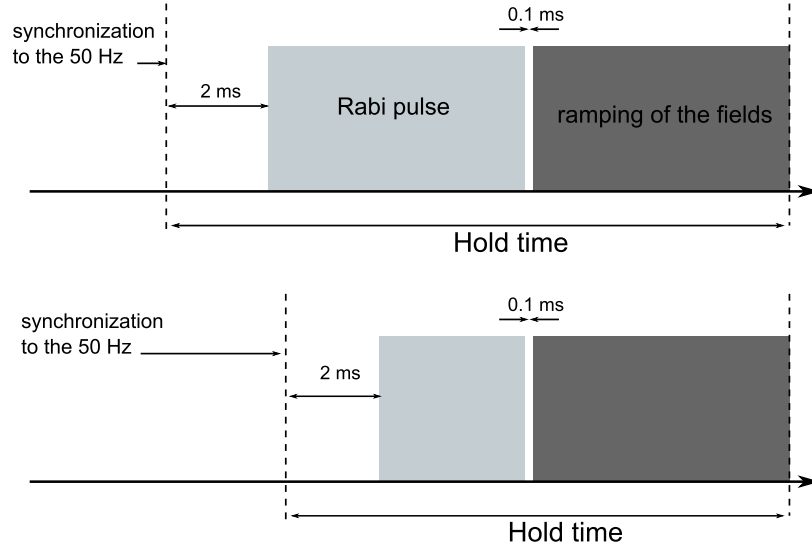 0.1 ms
synchronization
to the 50 Hz
2 ms
Rabi pulse
ramping of the fields
Hold time
0.1 ms
synchronization
to the 50 Hz
2 ms
Hold time